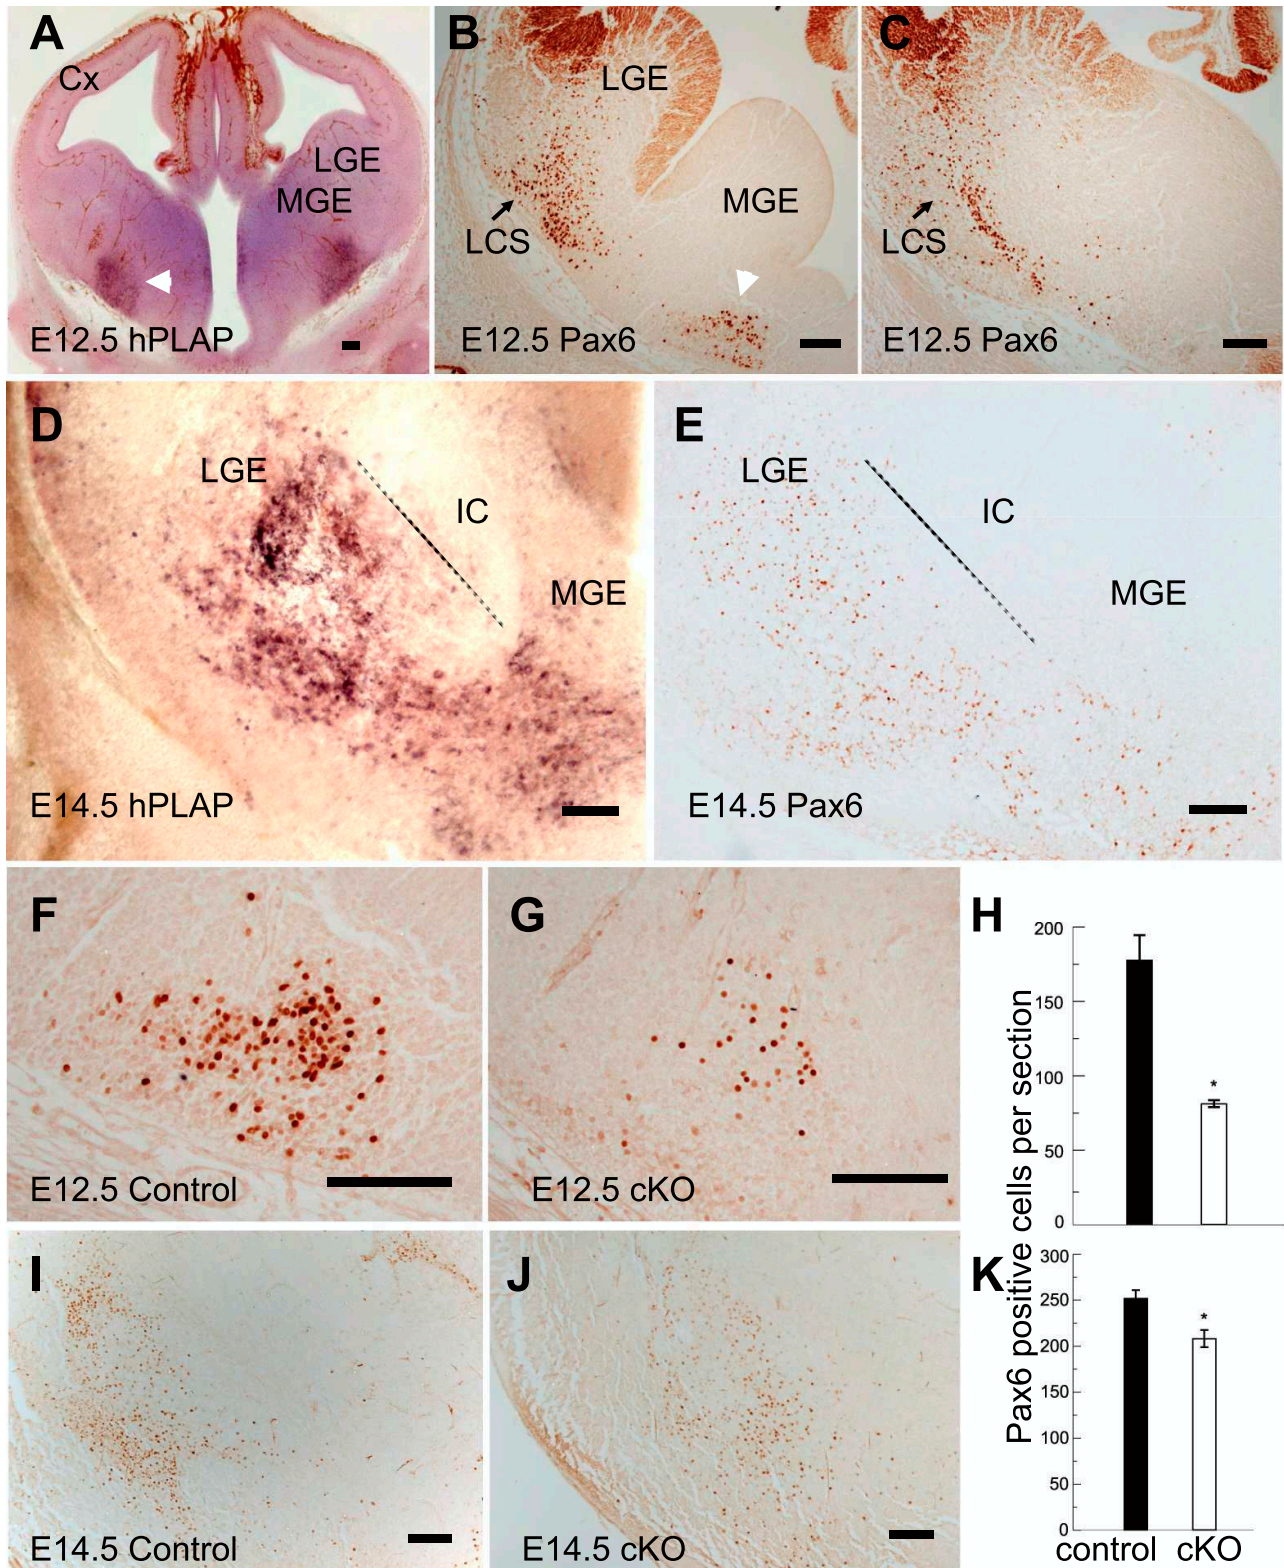 A
Cx
LGE
MGE
E12.5 hPLAP
B
LGE
MGE
LCS
E12.5 Pax6
C
LCS
E12.5 Pax6
D
LGE
IC
MGE
E14.5 hPLAP
E
LGE
IC
MGE
E14.5 Pax6
F
E12.5 Control
G
E12.5 cKO
H
200
150
100
50
0
*
Pax6 positive cells per section
I
E14.5 Control
J
E14.5 cKO
K
300
250
200
150
100
50
0
*
control cKO